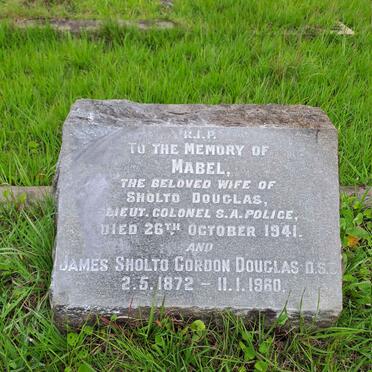 R.I.P.
TO THE MEMORY OF
MABEL,
THE BELOVED WIFE OF
SHOLTO DOUGLAS,
LIEUT. COLONEL S.A. POLICE,
DIED 26TH OCTOBER 1941.
AND
JAMES SHOLTO GORDON DOUGLAS
2.5.1872 – 11.1.1960.